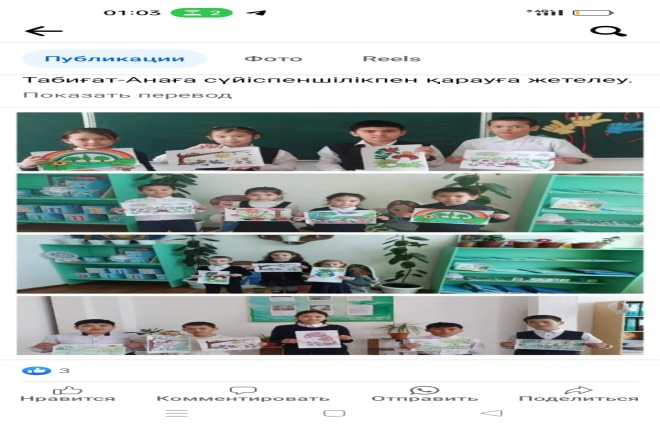 01:03 2
Публикации Фото Reels
Табиғат-Анаға сүйіспеншілікпен қарауға жетелеу.
Показать перевод
3
Нравится Комментировать Отправить Поделиться